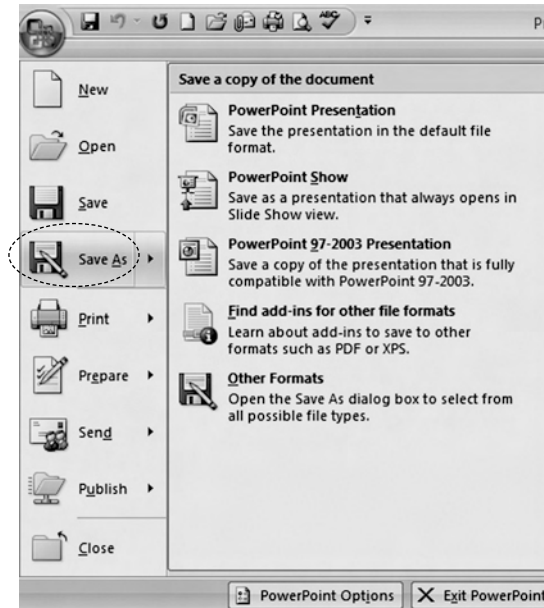 ABC
P
New
Open
Save
Save As
Print
Prepare
Send
Publish
Close
Save a copy of the document
PowerPoint Presentation
Save the presentation in the default file
format.
PowerPoint Show
Save as a presentation that always opens in
Slide Show view.
PowerPoint 97-2003 Presentation
Save a copy of the presentation that is fully
compatible with PowerPoint 97-2003.
Find add-ins for other file formats
Learn about add-ins to save to other
formats such as PDF or XPS.
Other Formats
Open the Save As dialog box to select from
all possible file types.
PowerPoint Options
Exit PowerPoint